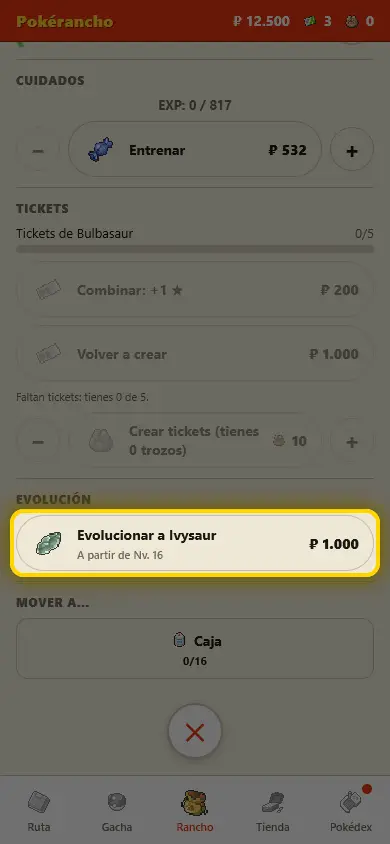 Pokérancho ₽ 12.500 3 0
CUIDADOS
EXP: 0 / 817
− Entrenar ₽ 532 +
TICKETS
Tickets de Bulbasaur 0/5
Combinar: +1 ★ ₽ 200
Volver a crear ₽ 1.000
Faltan tickets: tienes 0 de 5.
− Crear tickets (tienes 0 trozos) 10 +
EVOLUCIÓN
Evolucionar a Ivysaur ₽ 1.000
A partir de Nv. 16
MOVER A...
Caja
0/16
Ruta Gacha Rancho Tienda Pokédex